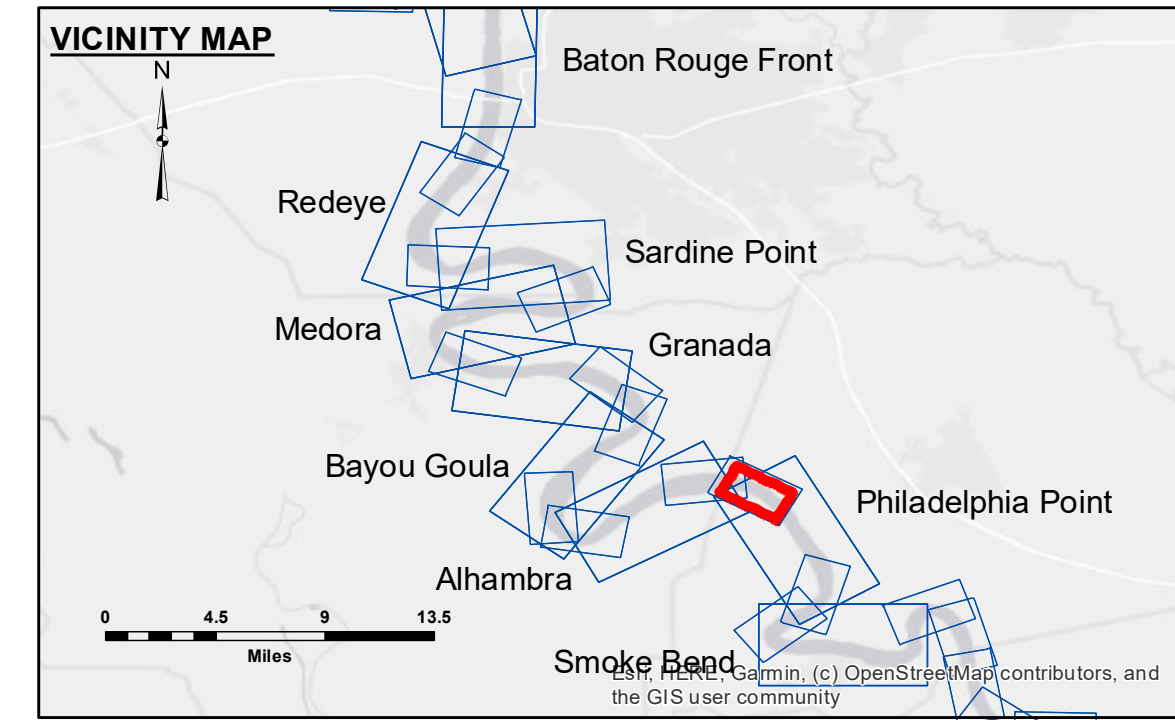 VICINITY MAP
N
Baton Rouge Front
Redeye
Sardine Point
Medora
Granada
Bayou Goula
Philadelphia Point
Alhambra
0 4.5 9 13.5
Miles
Smoke Bend
Esri, HERE, Garmin, (c) OpenStreetMap contributors, and
the GIS user community